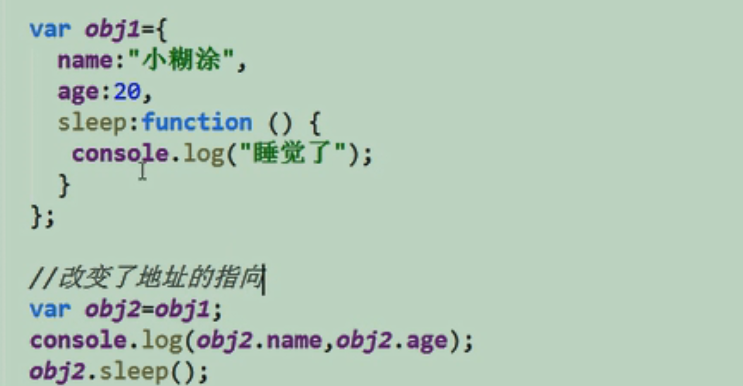 var obj1={
name:"小糊涂",
age:20,
sleep:function () {
console.log("睡觉了");
}
};
//改变了地址的指向
var obj2=obj1;
console.log(obj2.name,obj2.age);
obj2.sleep();